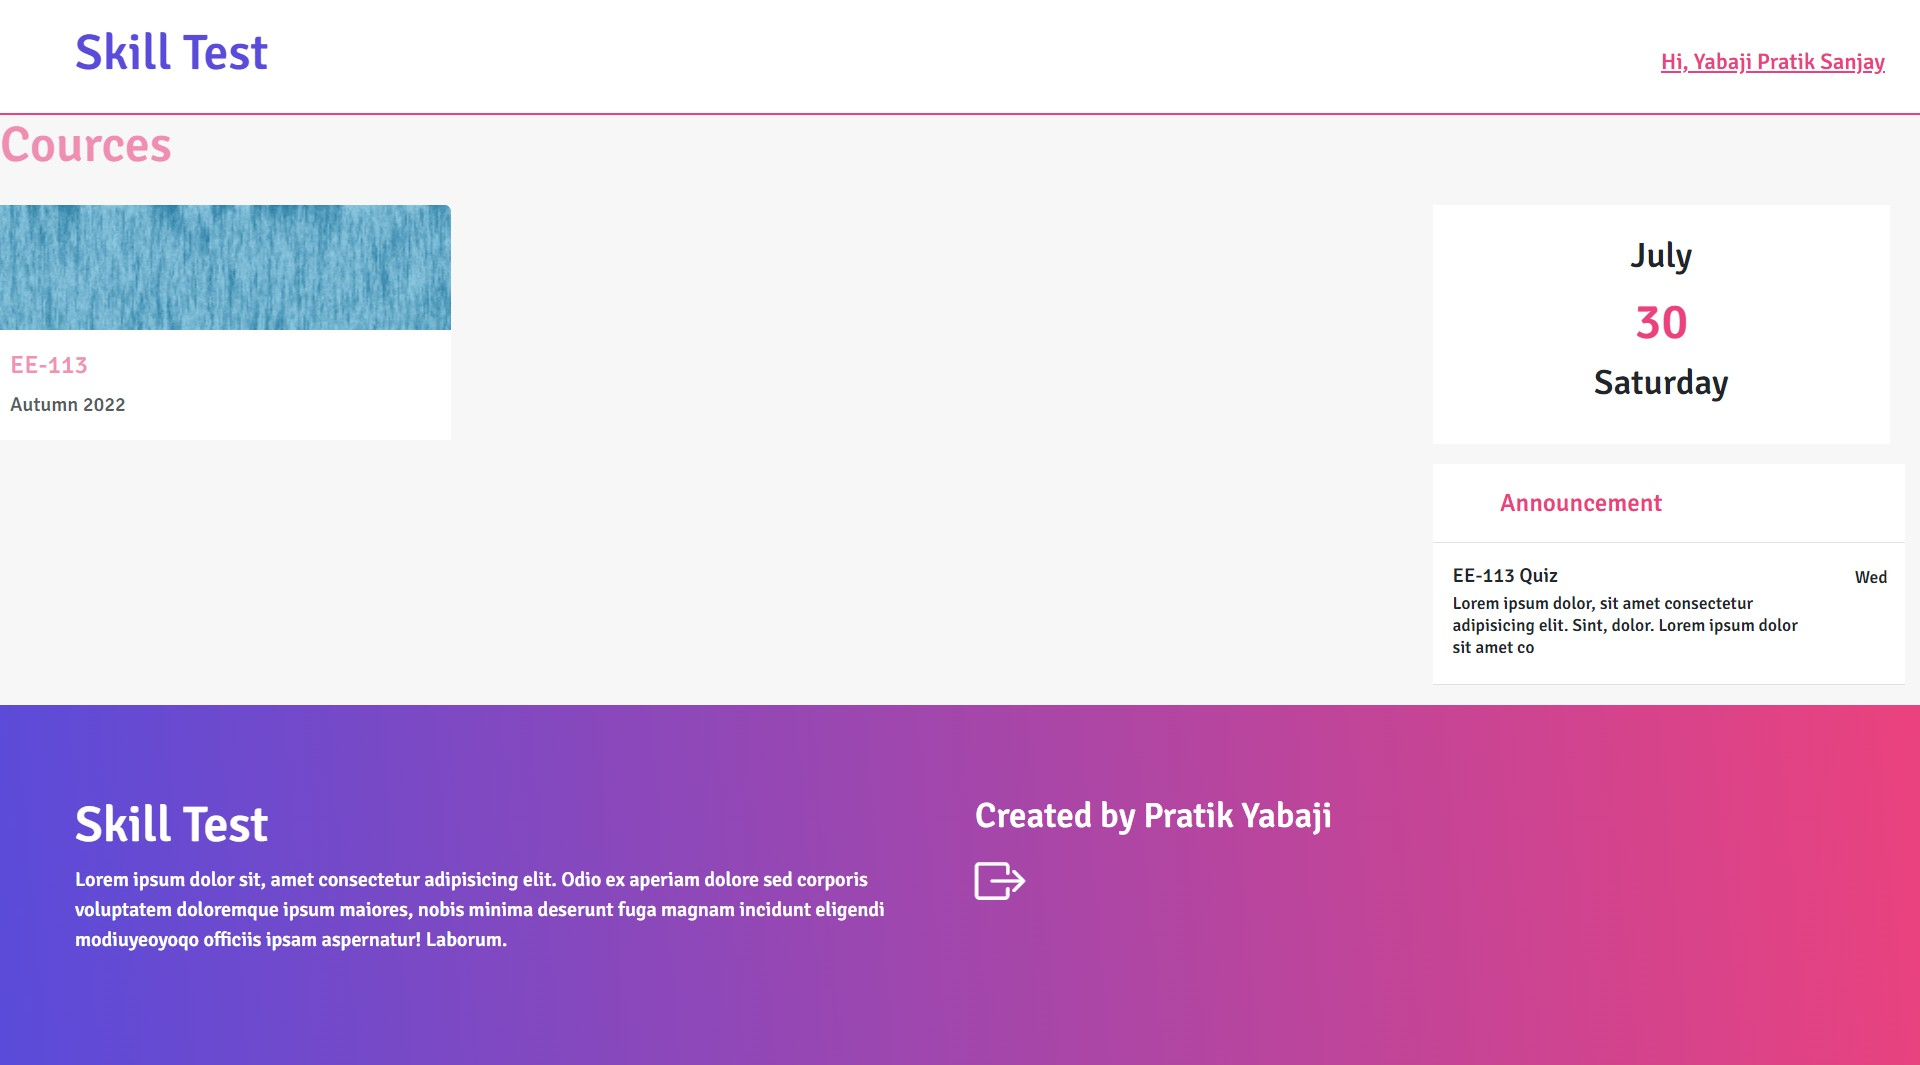 Skill Test
Hi, Yabaji Pratik Sanjay
Cources
EE-113
Autumn 2022
July
30
Saturday
Announcement
EE-113 Quiz
Wed
Lorem ipsum dolor, sit amet consectetur
adipisicing elit. Sint, dolor. Lorem ipsum dolor
sit amet co
Skill Test
Lorem ipsum dolor sit, amet consectetur adipisicing elit. Odio ex aperiam dolore sed corporis
voluptatem doloremque ipsum maiores, nobis minima deserunt fuga magnam incidunt eligendi
modiuyeoyoqo officiis ipsam aspernatur! Laborum.
Created by Pratik Yabaji